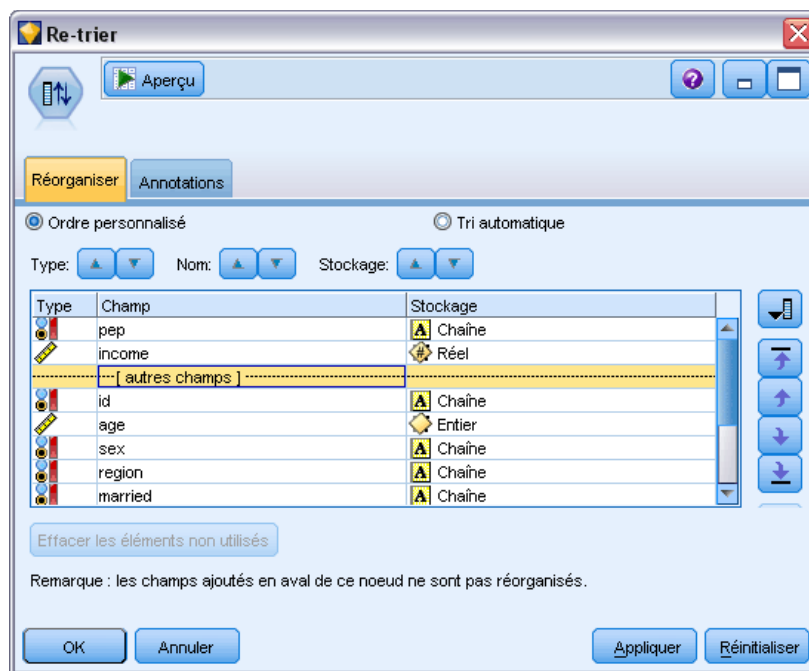 Re-trier
Aperçu
?
Réorganiser Annotations
Ordre personnalisé Tri automatique
Type: Nom: Stockage:
Type Champ Stockage
pep A Chaîne
income # Réel
[ autres champs ]
id A Chaîne
age Entier
sex A Chaîne
region A Chaîne
married A Chaîne
Effacer les éléments non utilisés
Remarque : les champs ajoutés en aval de ce noeud ne sont pas réorganisés.
OK Annuler Appliquer Réinitialiser